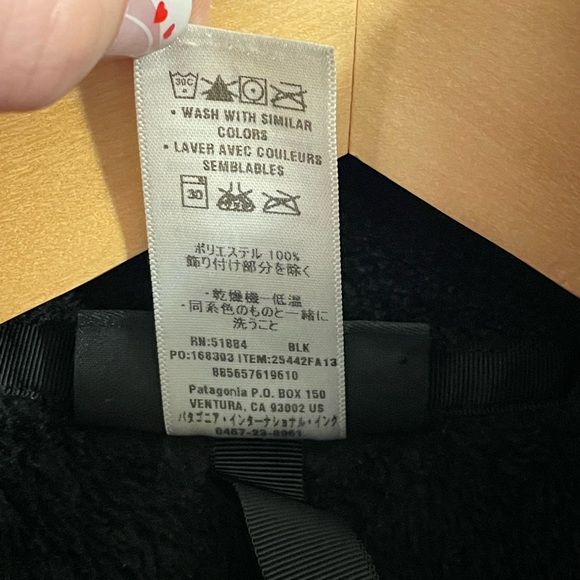 30C
• WASH WITH SIMILAR
COLORS
• LAVER AVEC COULEURS
SEMBLABLES
30
ポリエステル 100%
飾り付け部分を除く
・乾燥機ー低温
・同系色のものと一緒に
洗うこと
RN:51884 BLK
PO:168393 ITEM:25442FA13
885657619610
Patagonia P.O. BOX 150
VENTURA, CA 93002 US
パタゴニア・インターナショナル・インク
0467-23-8961